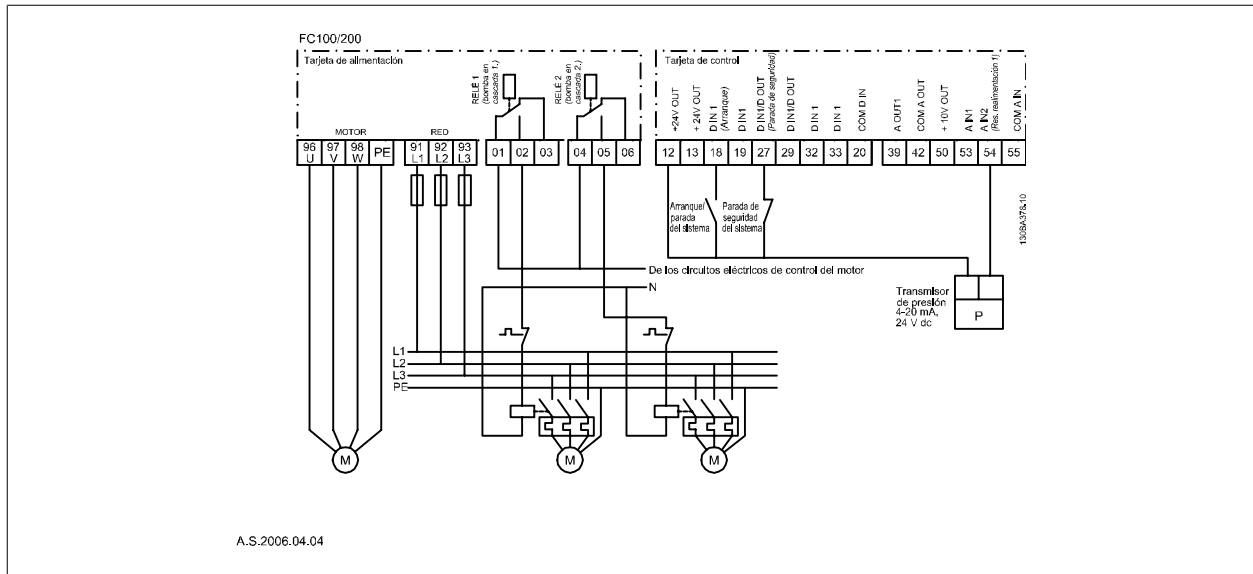 FC100/200
Tarjeta de alimentación
RELÉ 1
(bomba en
cascada 1,)
RELÉ 2
(bomba en
cascada 2,)
MOTOR
RED
96 97 98 PE 91 92 93 01 02 03 04 05 06
U V W L1 L2 L3
Tarjeta de control
+24V OUT
+ 24V OUT
D IN 1
(Arranque)
D IN1
D IN1/D OUT
(Parada de seguridad)
D IN1/D OUT
D IN 1
D IN 1
COM D IN
A OUT1
COM A OUT
+ 10V OUT
A IN1
A IN2
(Res. realimentación 1)
COM A IN
12 13 18 19 27 29 32 33 20 39 42 50 53 54 55
130BA378.10
Arranque/
parada
del sistema
Parada de
seguridad
del sistema
De los circuitos eléctricos de control del motor
N
Transmisor
de presión
4-20 mA,
24 V dc
P
L1
L2
L3
PE
M
M
M
A.S.2006.04.04